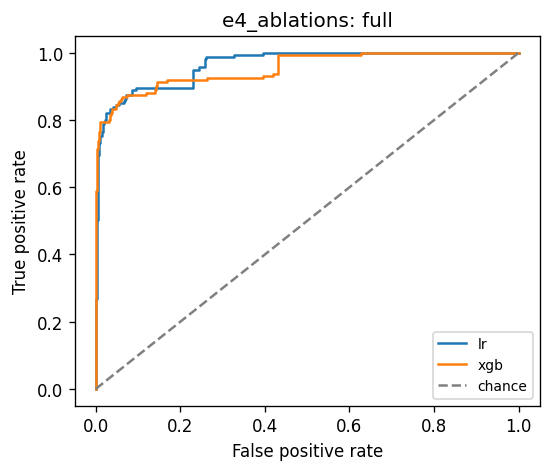 e4_ablations: full
True positive rate
1.0
0.8
0.6
0.4
0.2
0.0
0.0 0.2 0.4 0.6 0.8 1.0
False positive rate
lr
xgb
chance